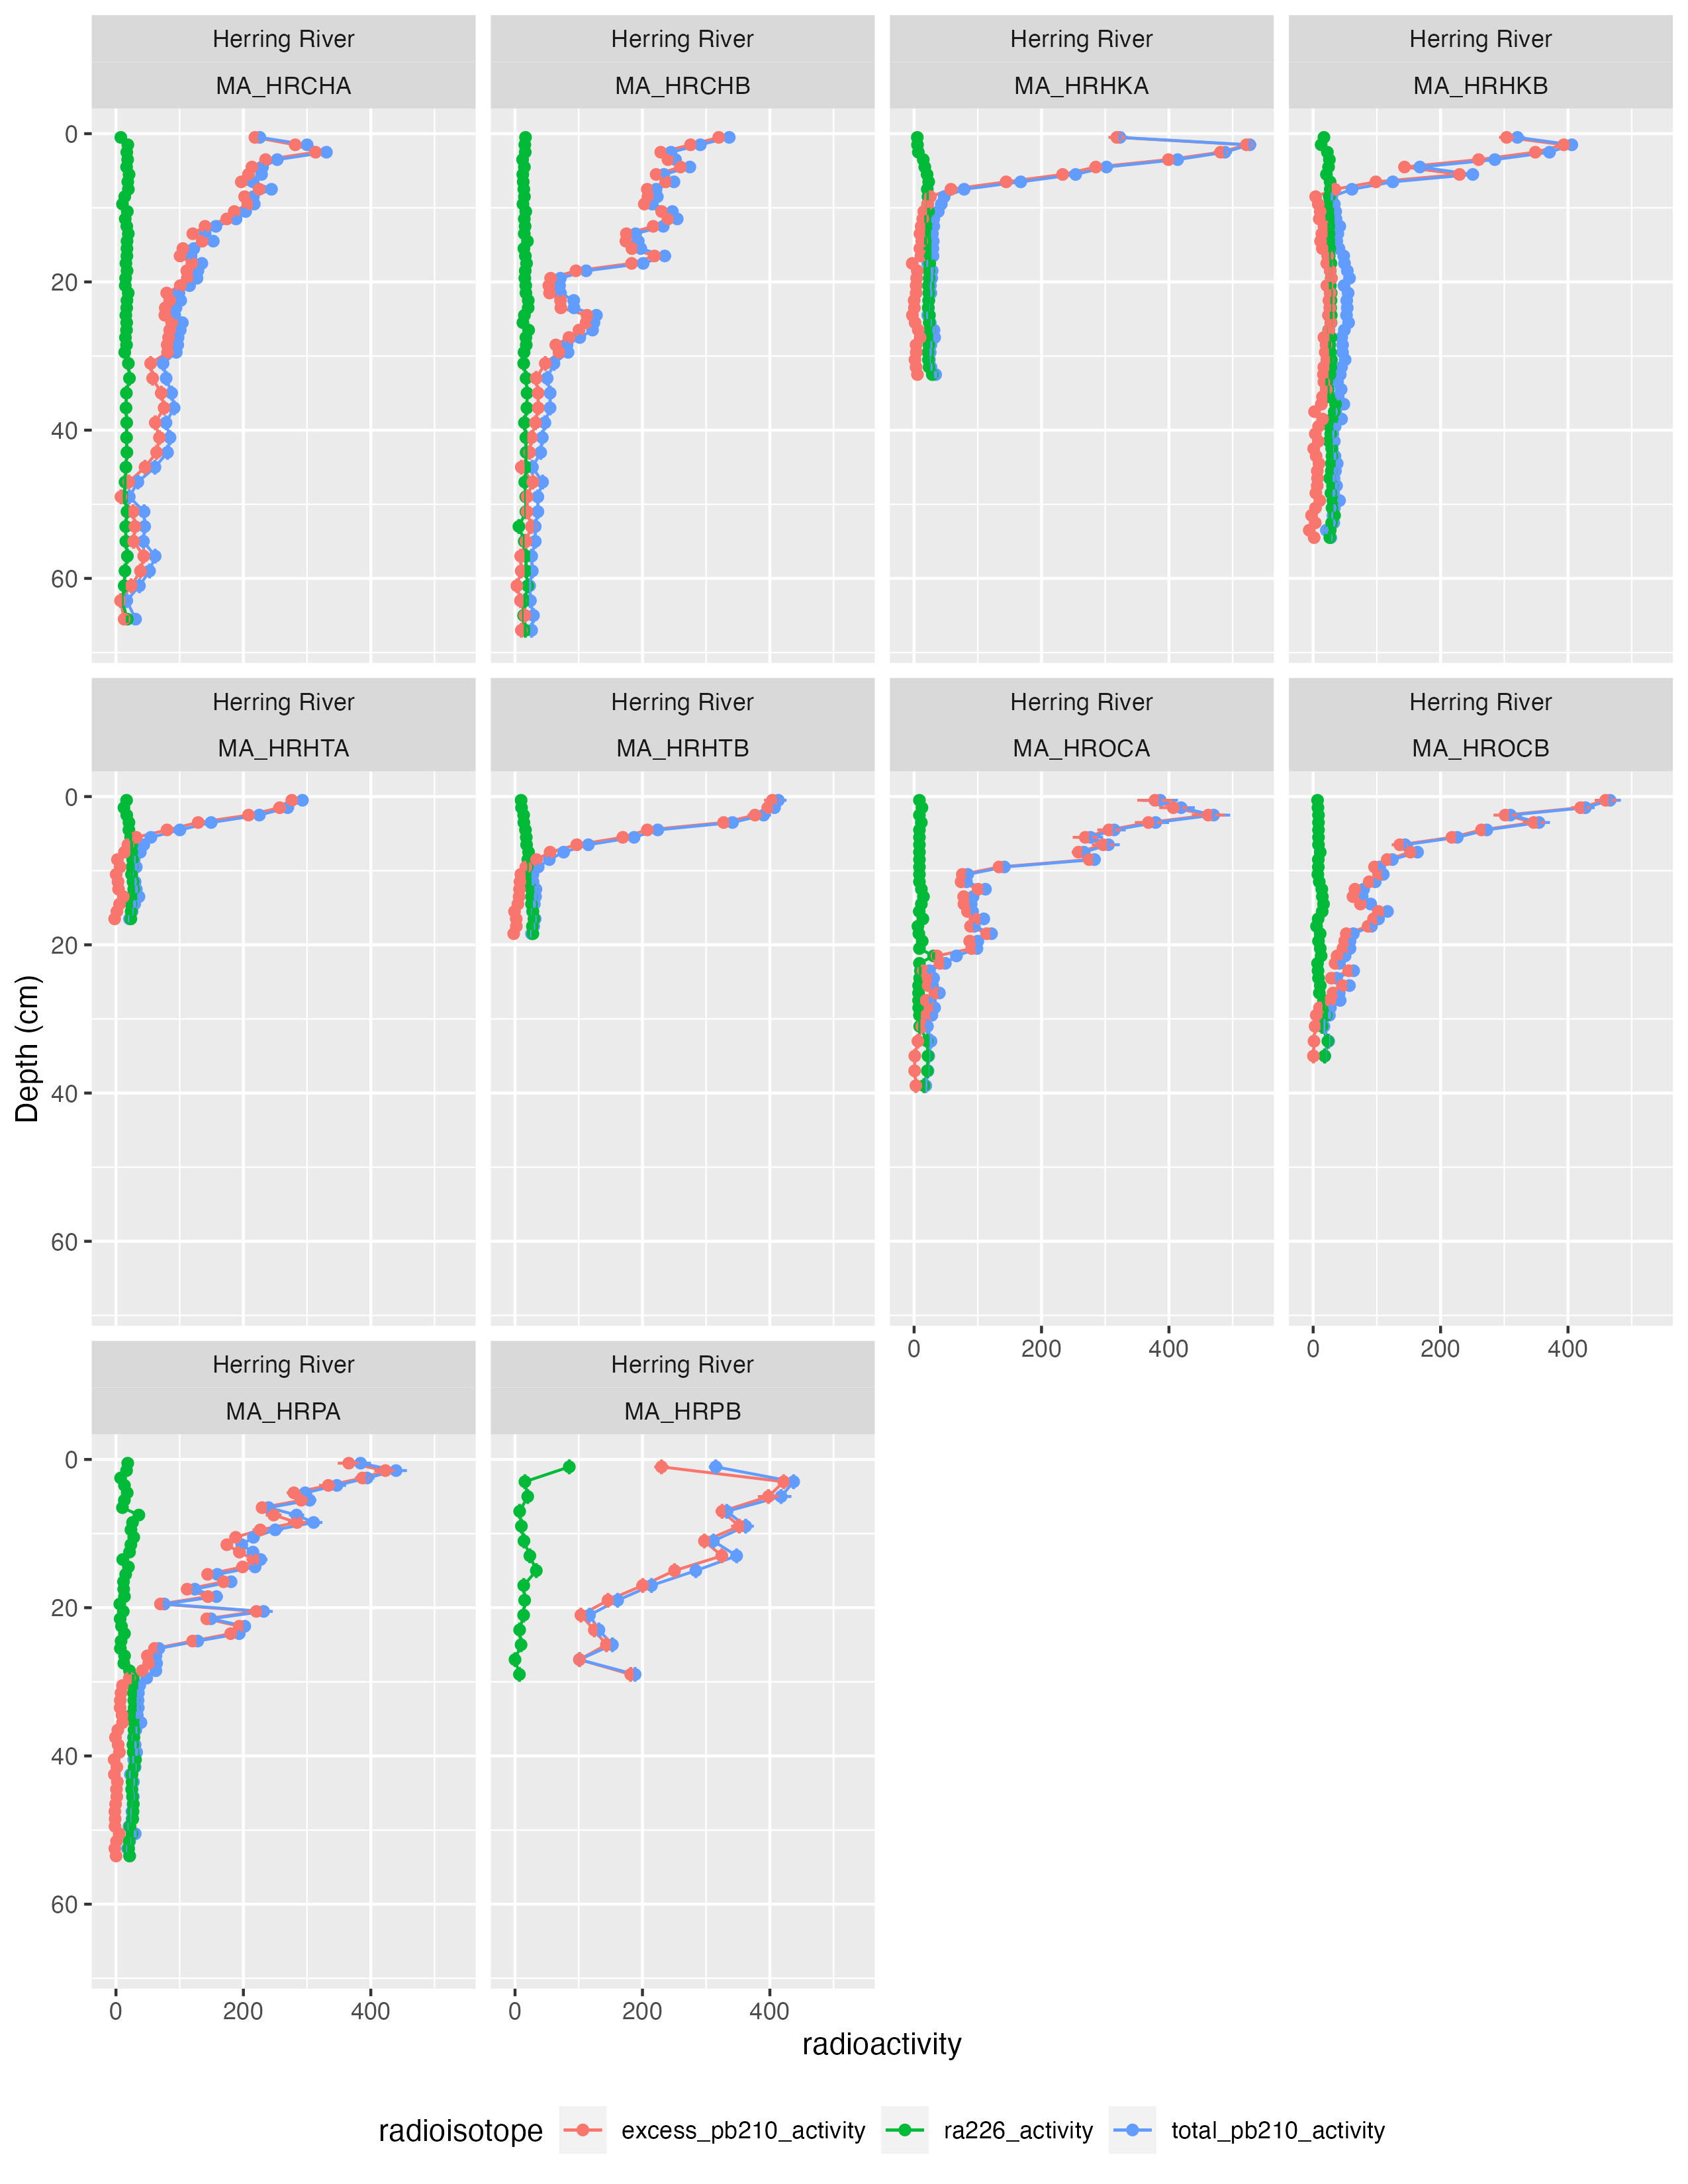 Herring River Herring River Herring River Herring River
MA_HRCHA MA_HRCHB MA_HRHKA MA_HRHKB
0
20
40
60
Herring River Herring River Herring River Herring River
MA_HRHTA MA_HRHTB MA_HROCA MA_HROCB
0
20
40
60
0 200 400 0 200 400
Depth (cm)
Herring River Herring River
MA_HRPA MA_HRPB
0
20
40
60
0 200 400 0 200 400
radioactivity
radioisotope excess_pb210_activity ra226_activity total_pb210_activity